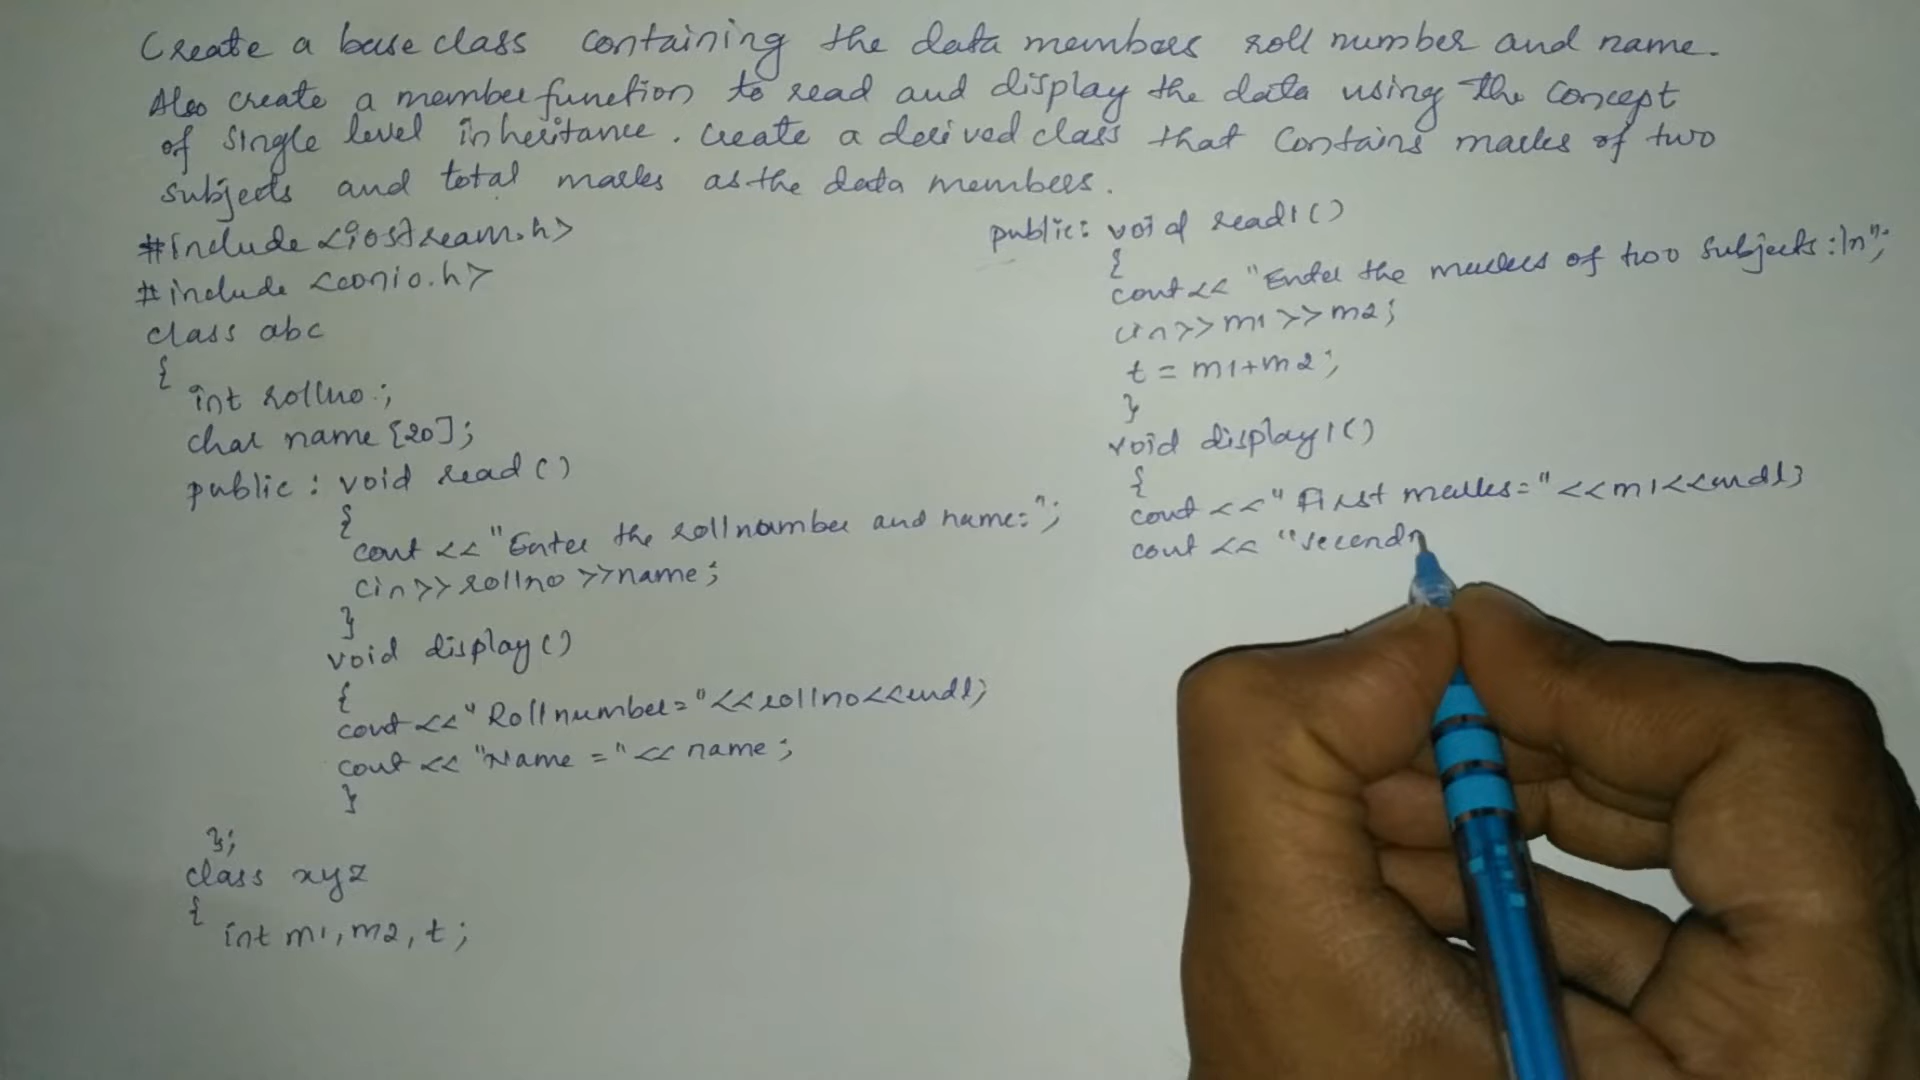 Create a base class containing the data members roll number and name.
Also create a member function to read and display the data using the concept
of single level inheritance. create a derived class that contains marks of two
subjects and total marks as the data members.
#include <iostream.h>
#include <conio.h>
class abc
{
int rollno;
char name[20];
public: void read()
{
cout << "Enter the rollnumber and name:";
cin>>rollno>>name;
}
void display()
{
cout<<"Rollnumber="<<rollno<<endl;
cout << "Name =" << name;
}
};
class xyz
{
int m1, m2, t;
public: void read1()
{
cout<< "Enter the marks of two subjects:\n";
cin>>m1>>m2;
t = m1+m2;
}
void display1()
{
cout <<"First marks="<<m1<<endl;
cout << "second